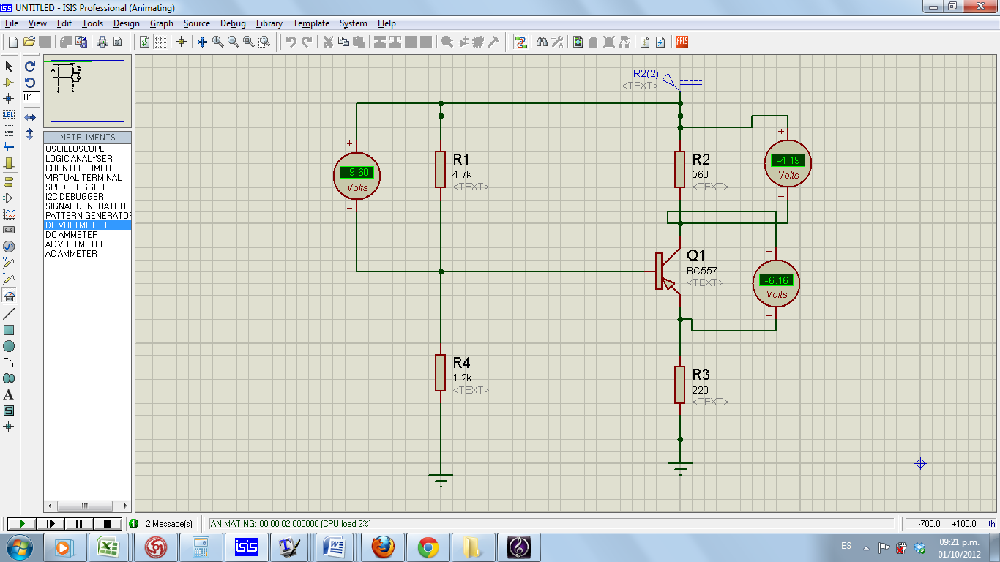 UNTITLED - ISIS Professional (Animating)
File View Edit Tools Design Graph Source Debug Library Template System Help
0°
LBL
ARES
INSTRUMENTS
OSCILLOSCOPE
LOGIC ANALYSER
COUNTER TIMER
VIRTUAL TERMINAL
SPI DEBUGGER
I2C DEBUGGER
SIGNAL GENERATOR
PATTERN GENERATOR
DC VOLTMETER
DC AMMETER
AC VOLTMETER
AC AMMETER
R2(2)
<TEXT>
+
-9.60
Volts
−
R1
4.7k
<TEXT>
R2
560
<TEXT>
+
-4.19
Volts
−
Q1
BC557
<TEXT>
+
-6.16
Volts
−
R4
1.2k
<TEXT>
R3
220
<TEXT>
2 Message(s)
ANIMATING: 00:00:02.000000 (CPU load 2%)
-700.0 +100.0 th
isis
ES
09:21 p.m.
01/10/2012